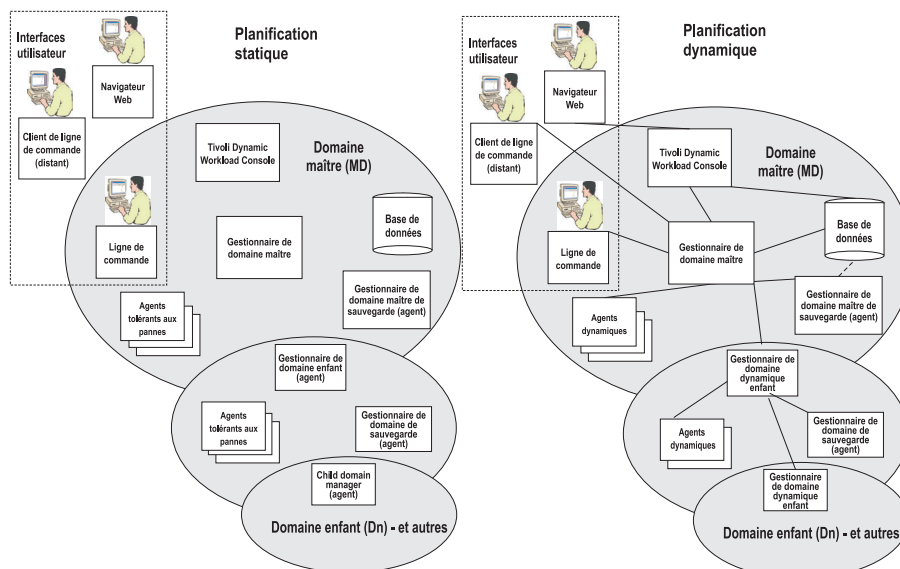 Interfaces
utilisateur
Planification
statique
Navigateur
Web
Client de ligne
de commande
(distant)
Tivoli Dynamic
Workload Console
Domaine
maître (MD)
Ligne de
commande
Gestionnaire de
domaine maître
Base de
données
Gestionnaire de
domaine maître de
sauvegarde (agent)
Agents
tolérants aux
pannes
Gestionnaire de
domaine enfant
(agent)
Agents
tolérants aux
pannes
Gestionnaire de
domaine de
sauvegarde
(agent)
Child domain
manager
(agent)
Domaine enfant (Dn) - et autres
Interfaces
utilisateur
Planification
dynamique
Navigateur
Web
Client de ligne
de commande
(distant)
Tivoli Dynamic
Workload Console
Domaine
maître (MD)
Ligne de
commande
Gestionnaire de
domaine maître
Base de
données
Gestionnaire de
domaine maître de
sauvegarde (agent)
Agents
dynamiques
Gestionnaire
de domaine
dynamique
enfant
Agents
dynamiques
Gestionnaire de
domaine de
sauvegarde
(agent)
Gestionnaire
de domaine
dynamique
enfant
Domaine enfant (Dn) - et autres